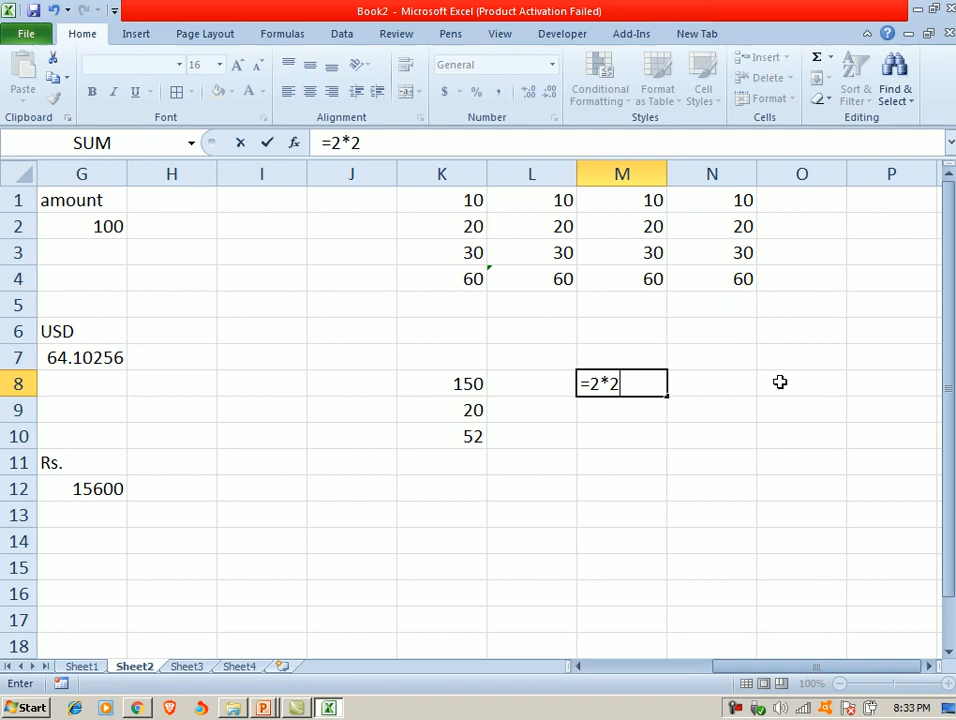 Book2 - Microsoft Excel (Product Activation Failed)
File Home Insert Page Layout Formulas Data Review Pens View Developer Add-Ins New Tab
Paste
16 A A
B I U A
General
$ % ,
.0 .00 .00 .0
Conditional Formatting
Format as Table
Cell Styles
Insert
Delete
Format
Σ
Sort & Filter
Find & Select
Clipboard Font Alignment Number Styles Cells Editing
SUM fx =2*2
G H I J K L M N O P
1 amount 10 10 10 10
2 100 20 20 20 20
3 30 30 30 30
4 60 60 60 60
5
6 USD
7 64.10256
8 150 =2*2
9 20
10 52
11 Rs.
12 15600
13
14
15
16
17
18
Sheet1 Sheet2 Sheet3 Sheet4
Enter 100%
Start 8:33 PM